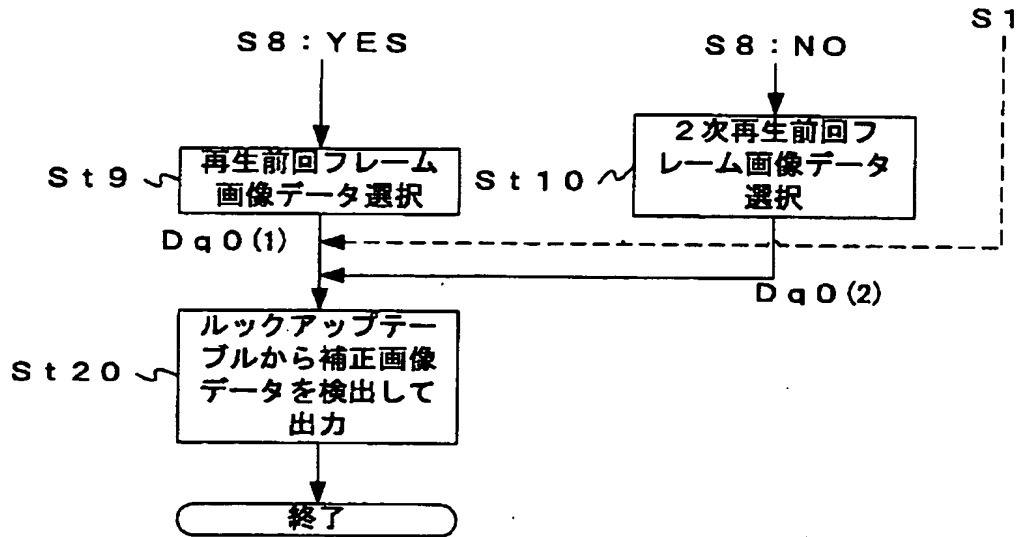 S1
S8:YES
S8:NO
St9
再生前回フレーム
画像データ選択
St10
2次再生前回フ
レーム画像データ
選択
Dq0(1)
Dq0(2)
St20
ルックアップテー
ブルから補正画像
データを検出して
出力
終了